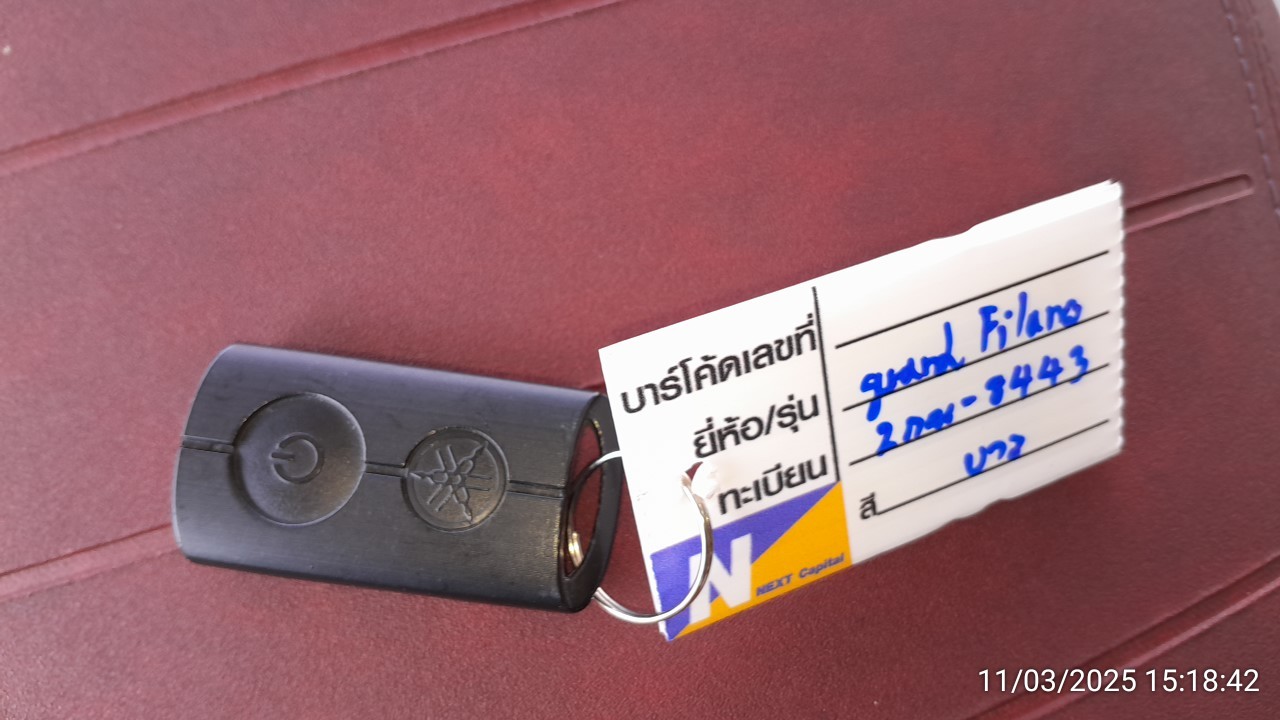 บาร์โค้ดเลขที่
ยี่ห้อ/รุ่น grand Filano
ทะเบียน 2กฆ-8443
สี ขาว
N NEXT Capital
11/03/2025 15:18:42